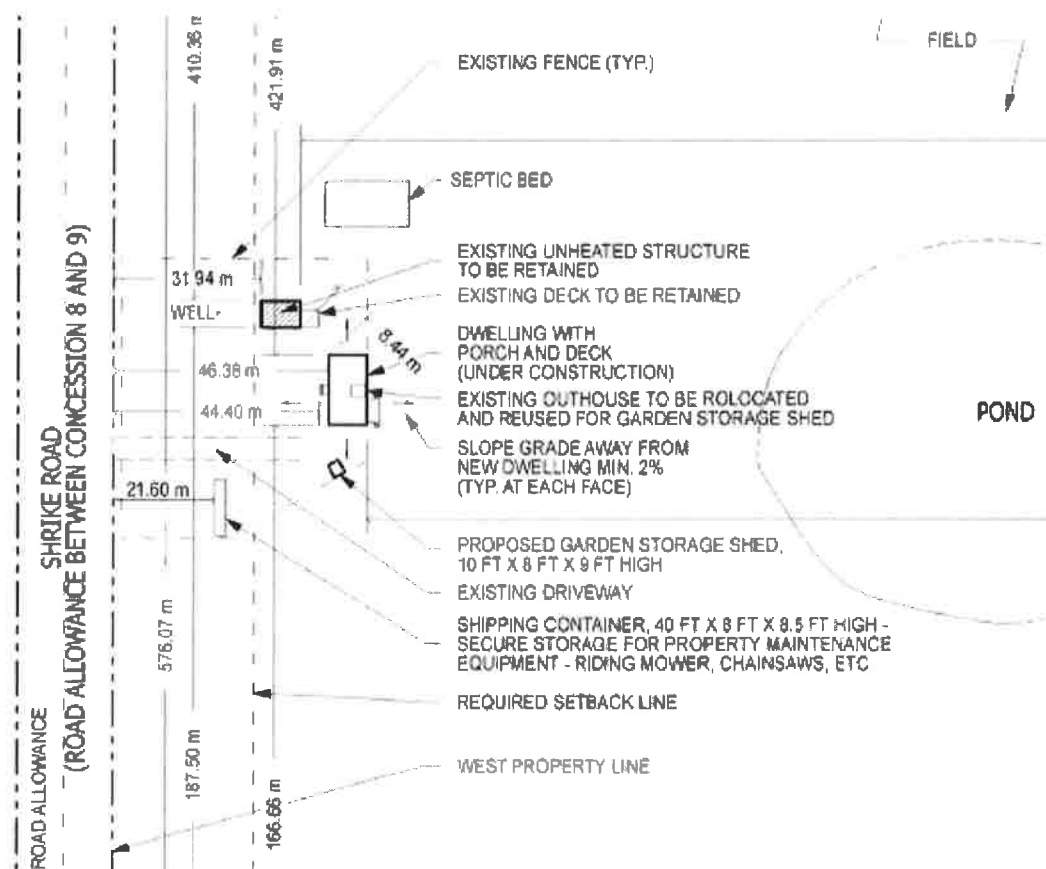 410.36 m
421.91 m
FIELD
EXISTING FENCE (TYP.)
SEPTIC BED
EXISTING UNHEATED STRUCTURE
TO BE RETAINED
31.94 m
EXISTING DECK TO BE RETAINED
WELL
8.44 m
DWELLING WITH
PORCH AND DECK
(UNDER CONSTRUCTION)
46.36 m
EXISTING OUTHOUSE TO BE ROLOCATED
AND REUSED FOR GARDEN STORAGE SHED
44.40 m
POND
SLOPE GRADE AWAY FROM
NEW DWELLING MIN. 2%
(TYP. AT EACH FACE)
SHRIKE ROAD
(ROAD ALLOWANCE BETWEEN CONCESSION 8 AND 9)
21.60 m
PROPOSED GARDEN STORAGE SHED,
10 FT X 8 FT X 9 FT HIGH
EXISTING DRIVEWAY
SHIPPING CONTAINER, 40 FT X 8 FT X 8.5 FT HIGH -
SECURE STORAGE FOR PROPERTY MAINTENANCE
EQUIPMENT - RIDING MOWER, CHAINSAWS, ETC
576.07 m
REQUIRED SETBACK LINE
ROAD ALLOWANCE
187.50 m
166.66 m
WEST PROPERTY LINE